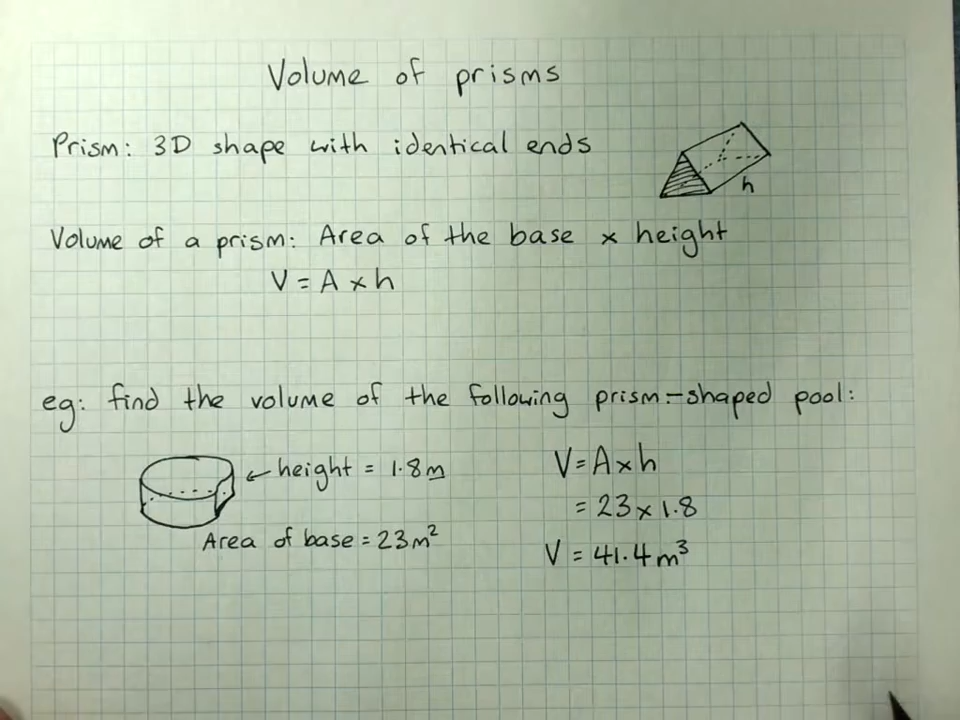 Volume of prisms
Prism: 3D shape with identical ends
h
Volume of a prism: Area of the base × height
V = A × h
eg: find the volume of the following prism-shaped pool:
← height = 1.8m
Area of base = 23m²
V = A × h
= 23 × 1.8
V = 41.4 m³